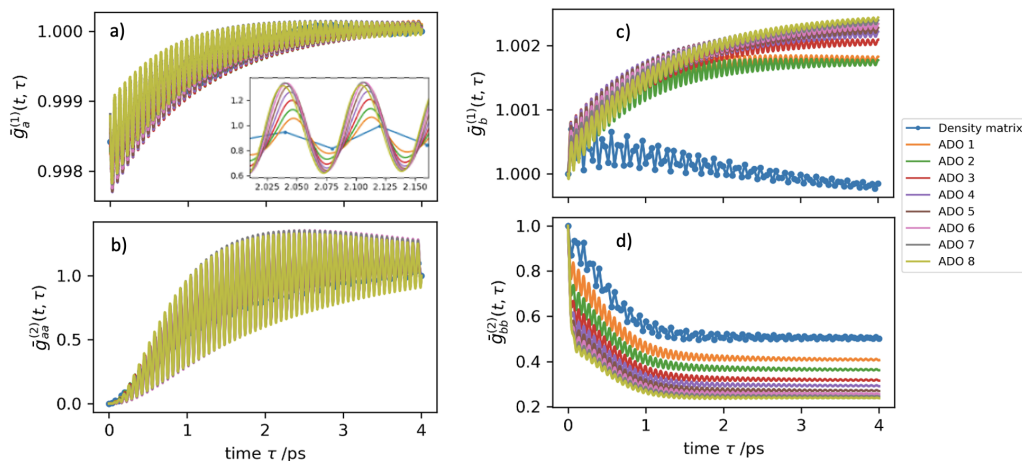 a)
1.000
0.999
0.998
g̃_a^(1)(t, τ)
1.2
1.0
0.8
0.6
2.025 2.050 2.075 2.100 2.125 2.150
b)
1.0
0.5
0.0
g̃_aa^(2)(t, τ)
0 1 2 3 4
time τ /ps
c)
1.002
1.001
1.000
g̃_b^(1)(t, τ)
d)
1.0
0.8
0.6
0.4
0.2
g̃_bb^(2)(t, τ)
0 1 2 3 4
time τ /ps
Density matrix
ADO 1
ADO 2
ADO 3
ADO 4
ADO 5
ADO 6
ADO 7
ADO 8